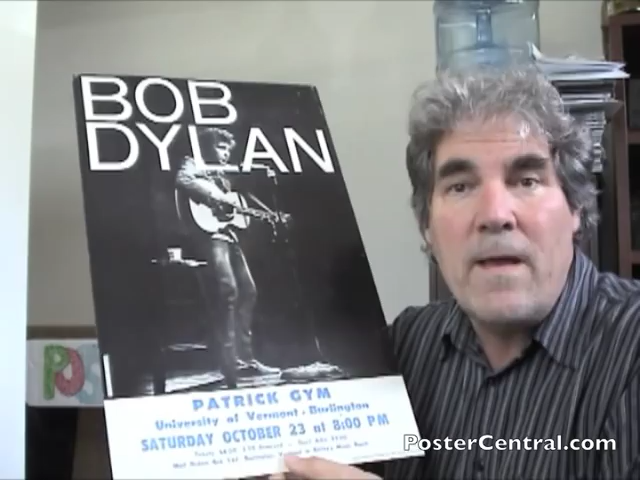 BOB
DYLAN
PATRICK GYM
University of Vermont • Burlington
SATURDAY OCTOBER 23 at 8:00 PM
PosterCentral.com